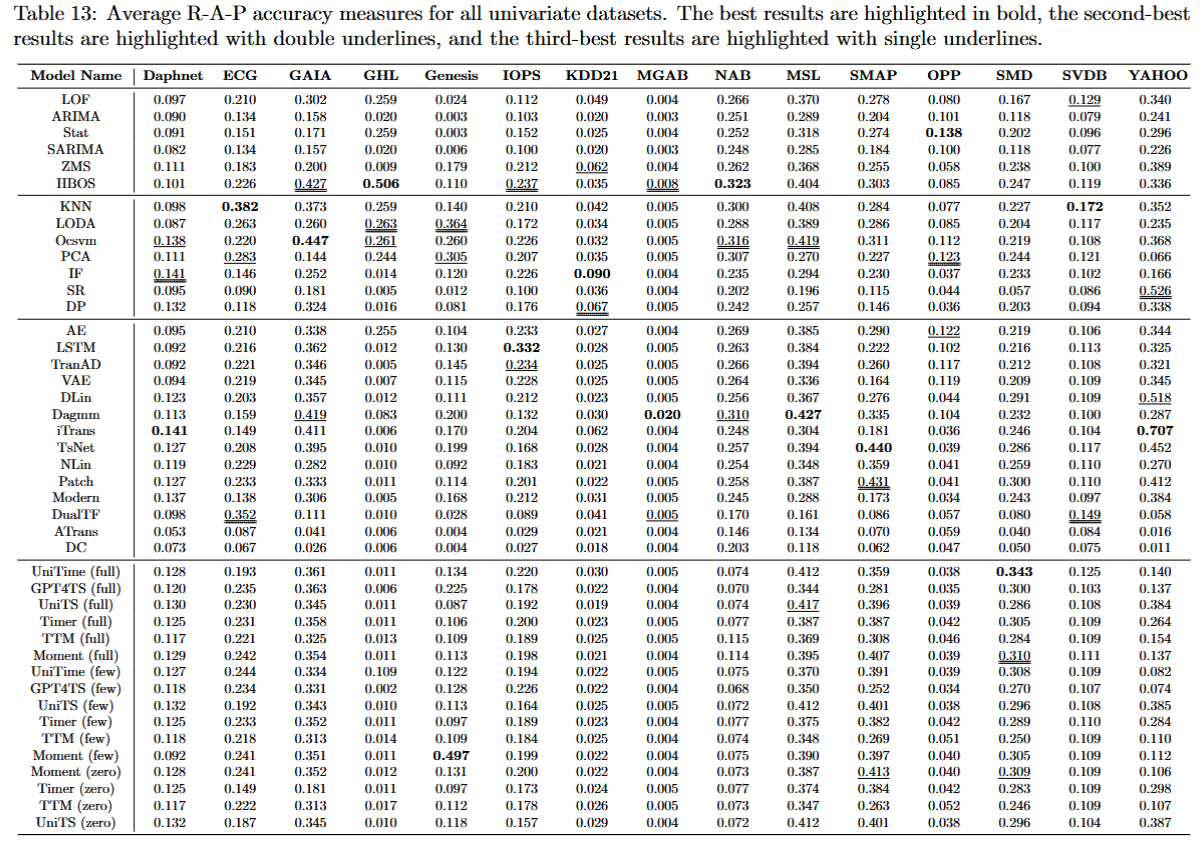 Table 13: Average R-A-P accuracy measures for all univariate datasets. The best results are highlighted in bold, the second-best
results are highlighted with double underlines, and the third-best results are highlighted with single underlines.
Model Name Daphnet ECG GAIA GHL Genesis IOPS KDD21 MGAB NAB MSL SMAP OPP SMD SVDB YAHOO
LOF 0.097 0.210 0.302 0.259 0.024 0.112 0.049 0.004 0.266 0.370 0.278 0.080 0.167 0.129 0.340
ARIMA 0.090 0.134 0.158 0.020 0.003 0.103 0.020 0.003 0.251 0.289 0.204 0.101 0.118 0.079 0.241
Stat 0.091 0.151 0.171 0.259 0.003 0.152 0.025 0.004 0.252 0.318 0.274 0.138 0.202 0.096 0.296
SARIMA 0.082 0.134 0.157 0.020 0.006 0.100 0.020 0.003 0.248 0.285 0.184 0.100 0.118 0.077 0.226
ZMS 0.111 0.183 0.200 0.009 0.179 0.212 0.062 0.004 0.262 0.368 0.255 0.058 0.238 0.100 0.389
HBOS 0.101 0.226 0.427 0.506 0.110 0.237 0.035 0.008 0.323 0.404 0.303 0.085 0.247 0.119 0.336
KNN 0.098 0.382 0.373 0.259 0.140 0.210 0.042 0.005 0.300 0.408 0.284 0.077 0.227 0.172 0.352
LODA 0.087 0.263 0.260 0.263 0.364 0.172 0.034 0.005 0.288 0.389 0.286 0.085 0.204 0.117 0.235
Ocsvm 0.138 0.220 0.447 0.261 0.260 0.226 0.032 0.005 0.316 0.419 0.311 0.112 0.219 0.108 0.368
PCA 0.111 0.283 0.144 0.244 0.305 0.207 0.035 0.005 0.307 0.270 0.227 0.123 0.244 0.121 0.066
IF 0.141 0.146 0.252 0.014 0.120 0.226 0.090 0.004 0.235 0.294 0.230 0.037 0.233 0.102 0.166
SR 0.095 0.090 0.181 0.005 0.012 0.100 0.036 0.004 0.202 0.196 0.115 0.044 0.057 0.086 0.526
DP 0.132 0.118 0.324 0.016 0.081 0.176 0.067 0.005 0.242 0.257 0.146 0.036 0.203 0.094 0.338
AE 0.095 0.210 0.338 0.255 0.104 0.233 0.027 0.004 0.269 0.385 0.290 0.122 0.219 0.106 0.344
LSTM 0.092 0.216 0.362 0.012 0.130 0.332 0.028 0.005 0.263 0.384 0.222 0.102 0.216 0.113 0.325
TranAD 0.092 0.221 0.346 0.005 0.145 0.234 0.025 0.005 0.266 0.394 0.260 0.117 0.212 0.108 0.321
VAE 0.094 0.219 0.345 0.007 0.115 0.228 0.025 0.005 0.264 0.336 0.164 0.119 0.209 0.109 0.345
DLin 0.123 0.203 0.357 0.012 0.111 0.212 0.023 0.005 0.256 0.367 0.276 0.044 0.291 0.109 0.518
Dagmm 0.113 0.159 0.419 0.083 0.200 0.132 0.030 0.020 0.310 0.427 0.335 0.104 0.232 0.100 0.287
iTrans 0.141 0.149 0.411 0.006 0.170 0.204 0.062 0.004 0.248 0.304 0.181 0.036 0.246 0.104 0.707
TsNet 0.127 0.208 0.395 0.010 0.199 0.168 0.028 0.004 0.257 0.394 0.440 0.039 0.286 0.117 0.452
NLin 0.119 0.229 0.282 0.010 0.092 0.183 0.021 0.004 0.254 0.348 0.359 0.041 0.259 0.110 0.270
Patch 0.127 0.233 0.333 0.011 0.114 0.201 0.022 0.005 0.258 0.387 0.431 0.041 0.300 0.110 0.412
Modern 0.137 0.138 0.306 0.005 0.168 0.212 0.031 0.005 0.245 0.288 0.173 0.034 0.243 0.097 0.384
DualTF 0.098 0.352 0.111 0.010 0.028 0.089 0.041 0.005 0.170 0.161 0.086 0.057 0.080 0.149 0.058
ATrans 0.053 0.087 0.041 0.006 0.004 0.029 0.021 0.004 0.146 0.134 0.070 0.059 0.040 0.084 0.016
DC 0.073 0.067 0.026 0.006 0.004 0.027 0.018 0.004 0.203 0.118 0.062 0.047 0.050 0.075 0.011
UniTime (full) 0.128 0.193 0.361 0.011 0.134 0.220 0.030 0.005 0.074 0.412 0.359 0.038 0.343 0.125 0.140
GPT4TS (full) 0.120 0.235 0.363 0.006 0.225 0.178 0.022 0.004 0.070 0.344 0.281 0.035 0.300 0.103 0.137
UniTS (full) 0.130 0.230 0.345 0.011 0.087 0.192 0.019 0.004 0.074 0.417 0.396 0.039 0.286 0.108 0.384
Timer (full) 0.125 0.231 0.358 0.011 0.106 0.200 0.023 0.005 0.077 0.387 0.387 0.042 0.305 0.109 0.264
TTM (full) 0.117 0.221 0.325 0.013 0.109 0.189 0.025 0.005 0.115 0.369 0.308 0.046 0.284 0.109 0.154
Moment (full) 0.129 0.242 0.354 0.011 0.113 0.198 0.021 0.004 0.114 0.395 0.407 0.039 0.310 0.111 0.137
UniTime (few) 0.127 0.244 0.334 0.109 0.122 0.194 0.022 0.005 0.075 0.370 0.391 0.039 0.308 0.109 0.082
GPT4TS (few) 0.118 0.234 0.331 0.002 0.128 0.226 0.022 0.004 0.068 0.350 0.252 0.034 0.270 0.107 0.074
UniTS (few) 0.132 0.192 0.343 0.010 0.113 0.164 0.025 0.005 0.072 0.412 0.401 0.038 0.296 0.108 0.385
Timer (few) 0.125 0.233 0.352 0.011 0.097 0.189 0.023 0.004 0.077 0.375 0.382 0.042 0.289 0.110 0.284
TTM (few) 0.118 0.218 0.313 0.014 0.109 0.184 0.025 0.004 0.074 0.348 0.269 0.051 0.250 0.109 0.110
Moment (few) 0.092 0.241 0.351 0.011 0.497 0.199 0.022 0.004 0.075 0.390 0.397 0.040 0.305 0.109 0.112
Moment (zero) 0.128 0.241 0.352 0.012 0.131 0.200 0.022 0.004 0.073 0.387 0.413 0.040 0.309 0.109 0.106
Timer (zero) 0.125 0.149 0.181 0.011 0.097 0.173 0.024 0.005 0.077 0.374 0.384 0.042 0.283 0.109 0.298
TTM (zero) 0.117 0.222 0.313 0.017 0.112 0.178 0.026 0.005 0.073 0.347 0.263 0.052 0.246 0.109 0.107
UniTS (zero) 0.132 0.187 0.345 0.010 0.118 0.157 0.029 0.004 0.072 0.412 0.401 0.038 0.296 0.104 0.387